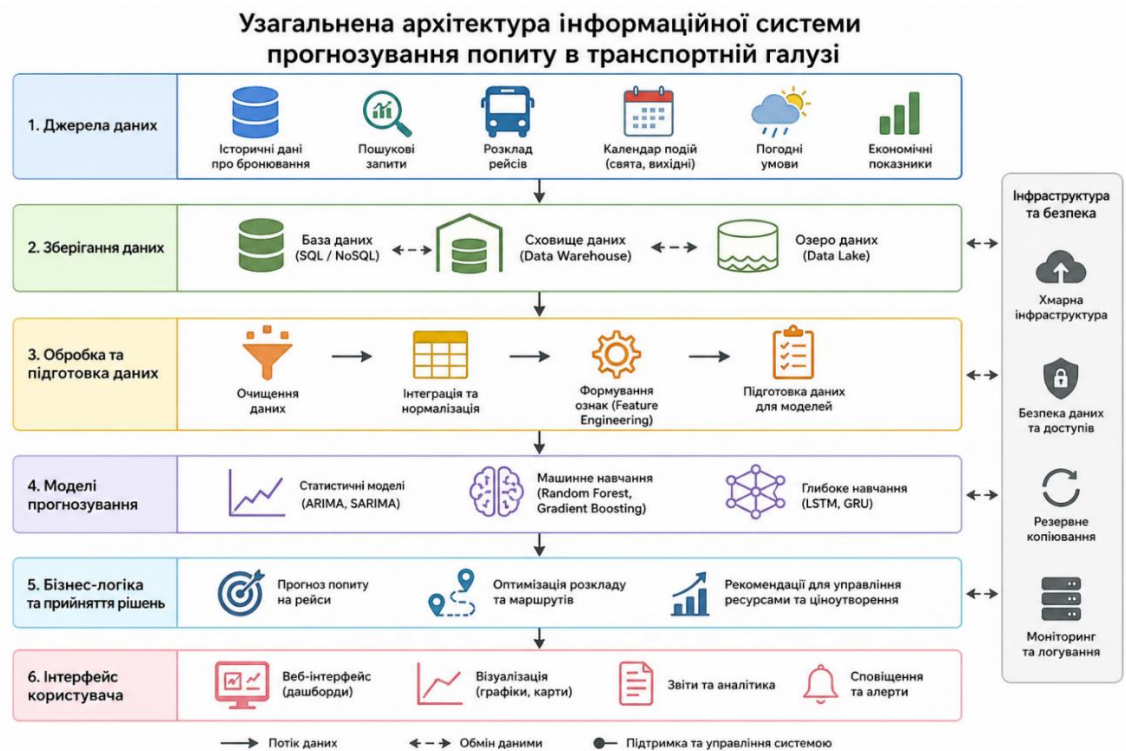 Узагальнена архітектура інформаційної системи
прогнозування попиту в транспортній галузі
1. Джерела даних
Історичні дані
про бронювання
Пошукові
запити
Розклад
рейсів
Календар подій
(свята, вихідні)
Погодні
умови
Економічні
показники
2. Зберігання даних
База даних
(SQL / NoSQL)
Сховище даних
(Data Warehouse)
Озеро даних
(Data Lake)
3. Обробка та
підготовка даних
Очищення
даних
Інтеграція та
нормалізація
Формування
ознак (Feature
Engineering)
Підготовка даних
для моделей
4. Моделі
прогнозування
Статистичні моделі
(ARIMA, SARIMA)
Машинне навчання
(Random Forest,
Gradient Boosting)
Глибоке навчання
(LSTM, GRU)
5. Бізнес-логіка
та прийняття рішень
Прогноз попиту
на рейси
Оптимізація розкладу
та маршрутів
Рекомендації для управління
ресурсами та ціноутворення
6. Інтерфейс
користувача
Веб-інтерфейс
(дашборди)
Візуалізація
(графіки, карти)
Звіти та аналітика
Сповіщення
та алерти
Інфраструктура
та безпека
Хмарна
інфраструктура
Безпека даних
та доступів
Резервне
копіювання
Моніторинг
та логування
Потік даних
Обмін даними
Підтримка та управління системою